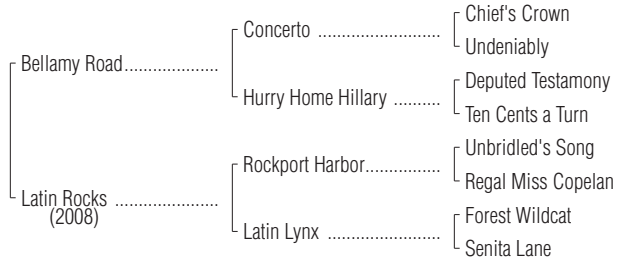 Chief's Crown
Concerto ........................
Undeniably
Bellamy Road...................
Deputed Testamony
Hurry Home Hillary ..........
Ten Cents a Turn
Unbridled's Song
Rockport Harbor...............
Regal Miss Copelan
Latin Rocks .....................
(2008)
Forest Wildcat
Latin Lynx .......................
Senita Lane